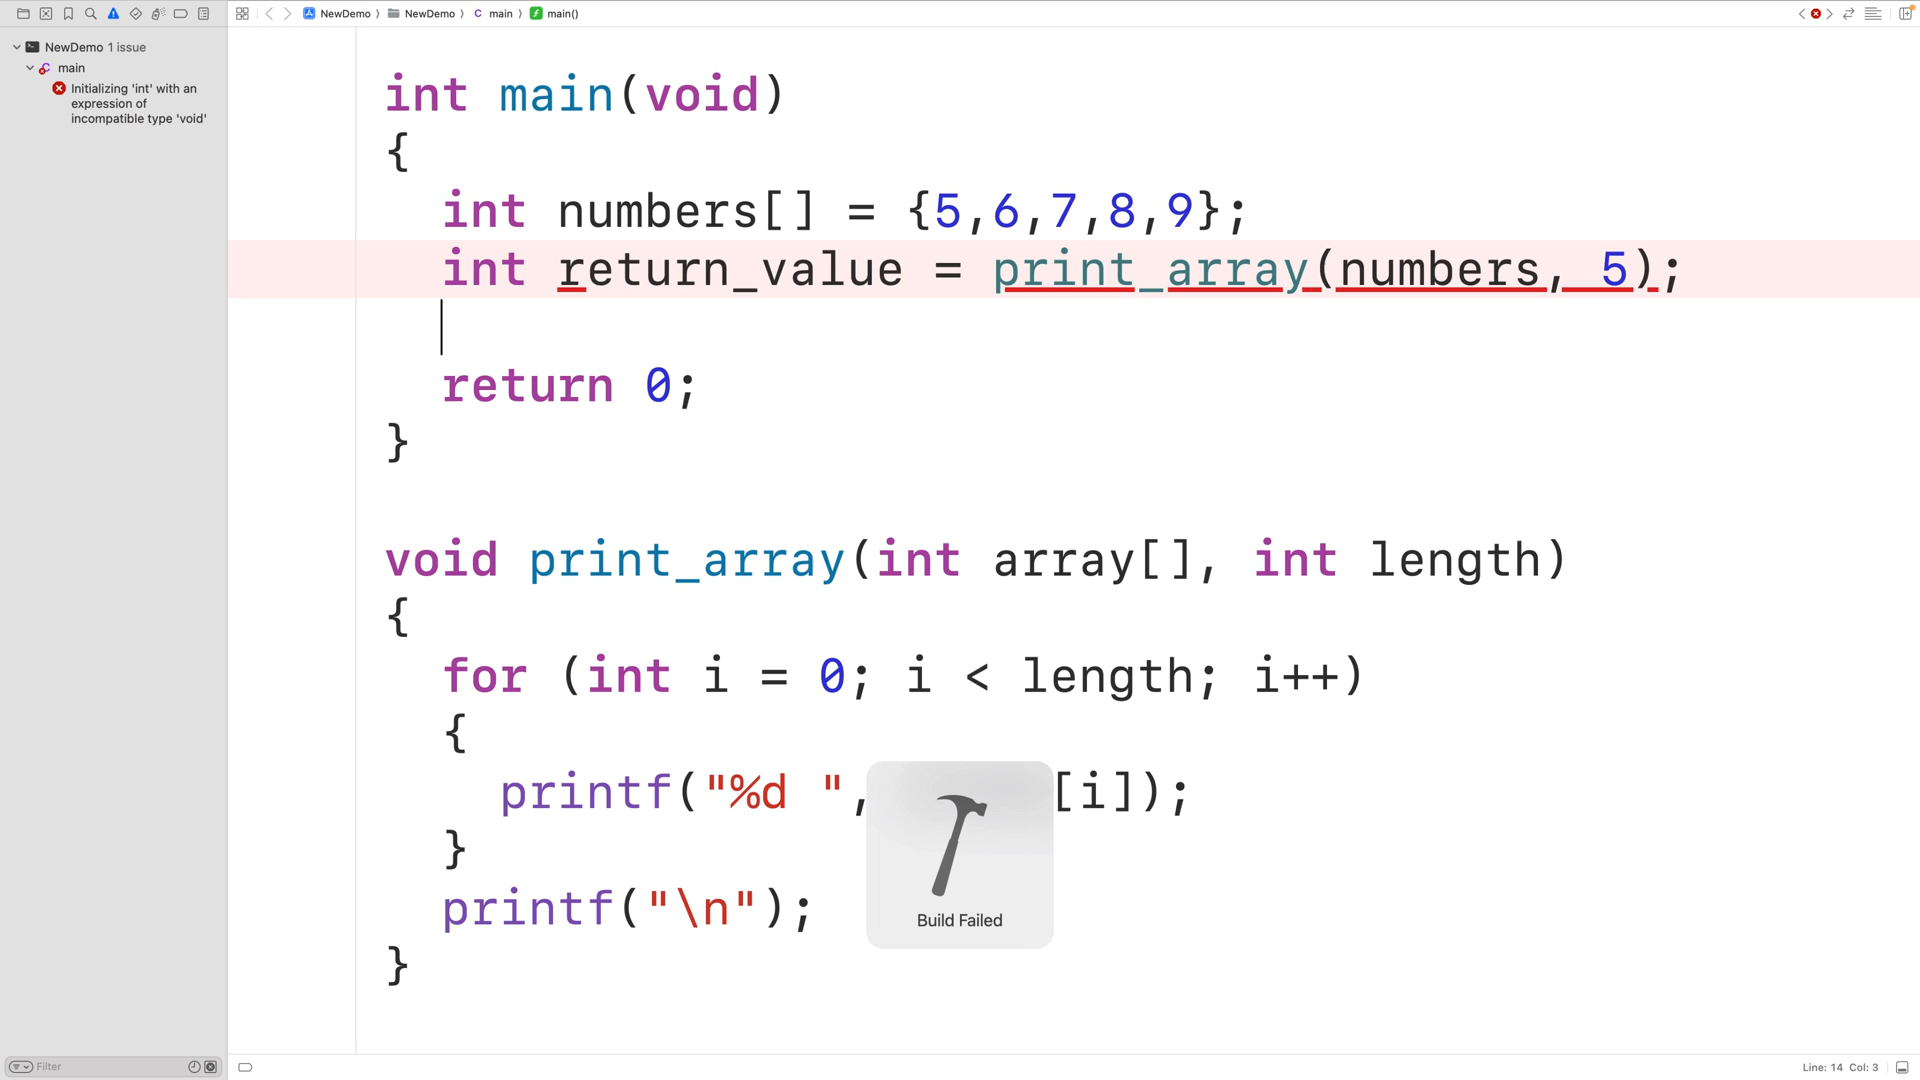 NewDemo NewDemo main main()
NewDemo 1 issue
main
Initializing 'int' with an
expression of
incompatible type 'void'
int main(void)
{
int numbers[] = {5,6,7,8,9};
int return_value = print_array(numbers, 5);
return 0;
}
void print_array(int array[], int length)
{
for (int i = 0; i < length; i++)
{
printf("%d ", [i]);
}
printf("\n");
}
Build Failed
Filter
Line: 14 Col: 3